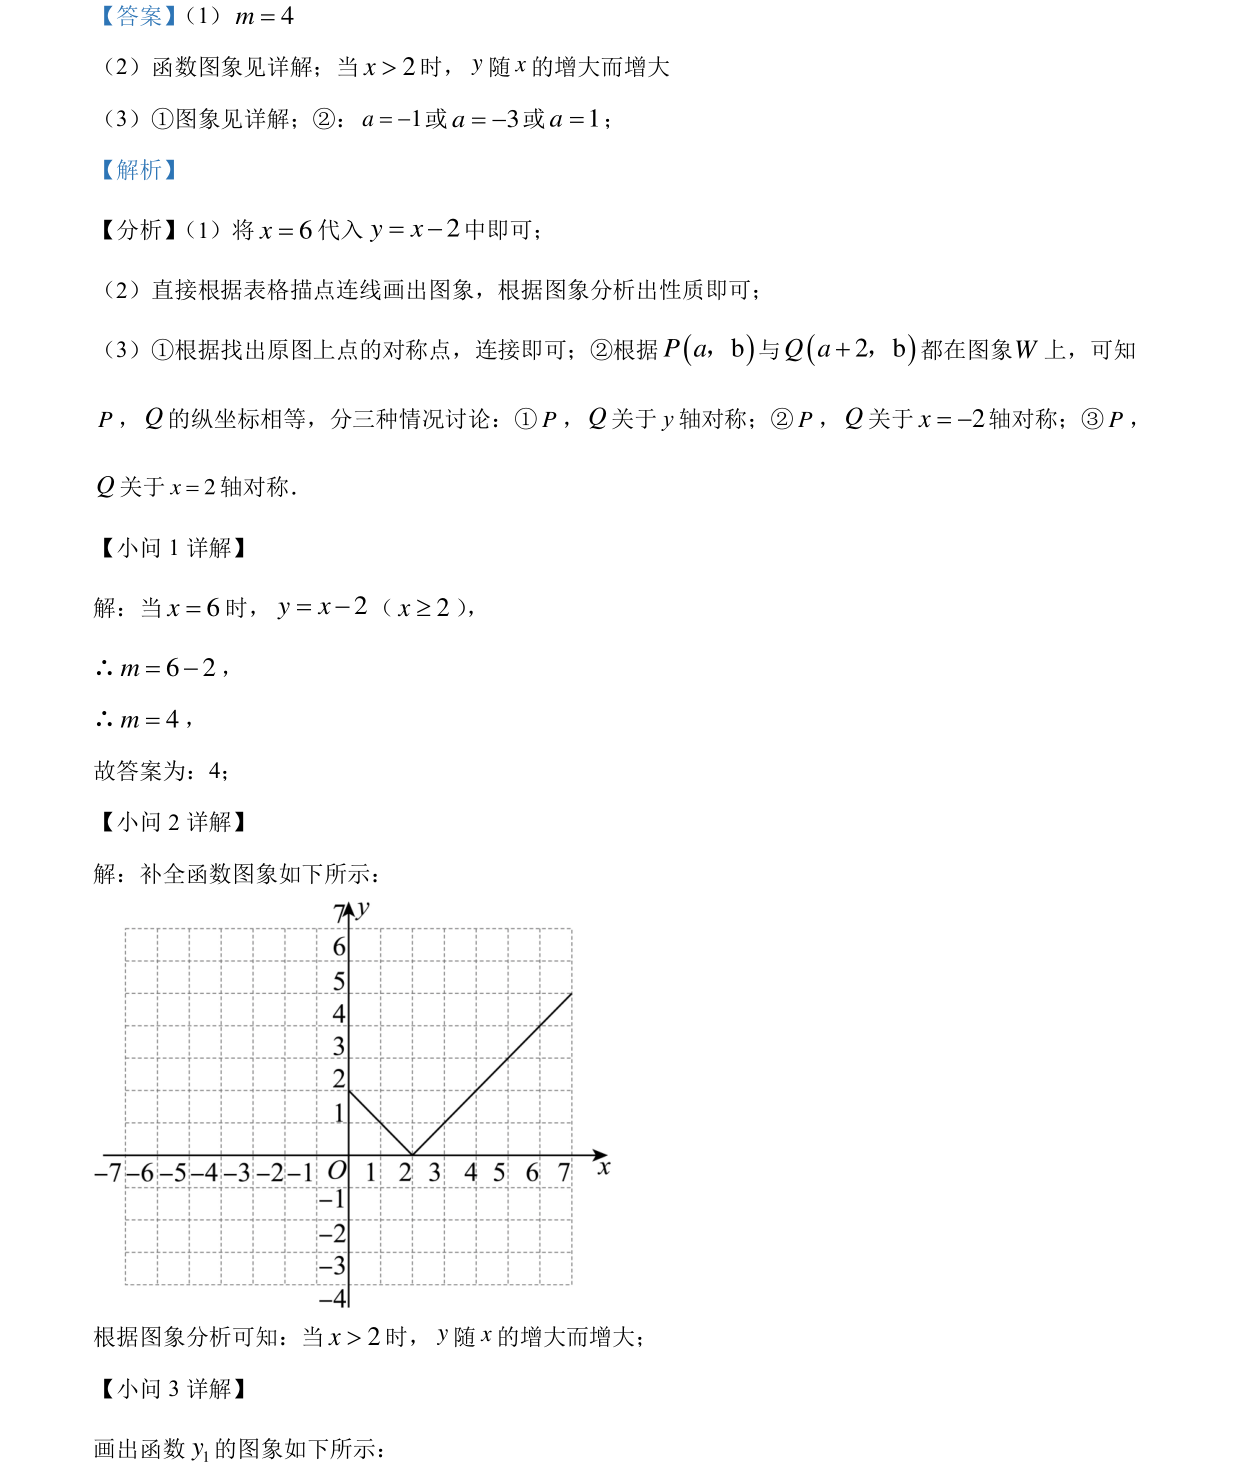 【答案】（1）m = 4
（2）函数图象见详解；当 x > 2 时，y 随 x 的增大而增大
（3）①图象见详解；②：a = −1或 a = −3或 a = 1；
【解析】
【分析】（1）将 x = 6 代入 y = x − 2 中即可；
（2）直接根据表格描点连线画出图象，根据图象分析出性质即可；
（3）①根据找出原图上点的对称点，连接即可；②根据 P(a，b) 与 Q(a + 2，b) 都在图象 W 上，可知
P，Q 的纵坐标相等，分三种情况讨论：① P，Q 关于 y 轴对称；② P，Q 关于 x = −2 轴对称；③ P，
Q 关于 x = 2 轴对称．
【小问 1 详解】
解：当 x = 6 时，y = x − 2（x ≥ 2），
∴ m = 6 − 2，
∴ m = 4，
故答案为：4；
【小问 2 详解】
解：补全函数图象如下所示：
7 y
6
5
4
3
2
1
−7 −6 −5 −4 −3 −2 −1 O 1 2 3 4 5 6 7 x
−1
−2
−3
−4
根据图象分析可知：当 x > 2 时，y 随 x 的增大而增大；
【小问 3 详解】
画出函数 y₁ 的图象如下所示：